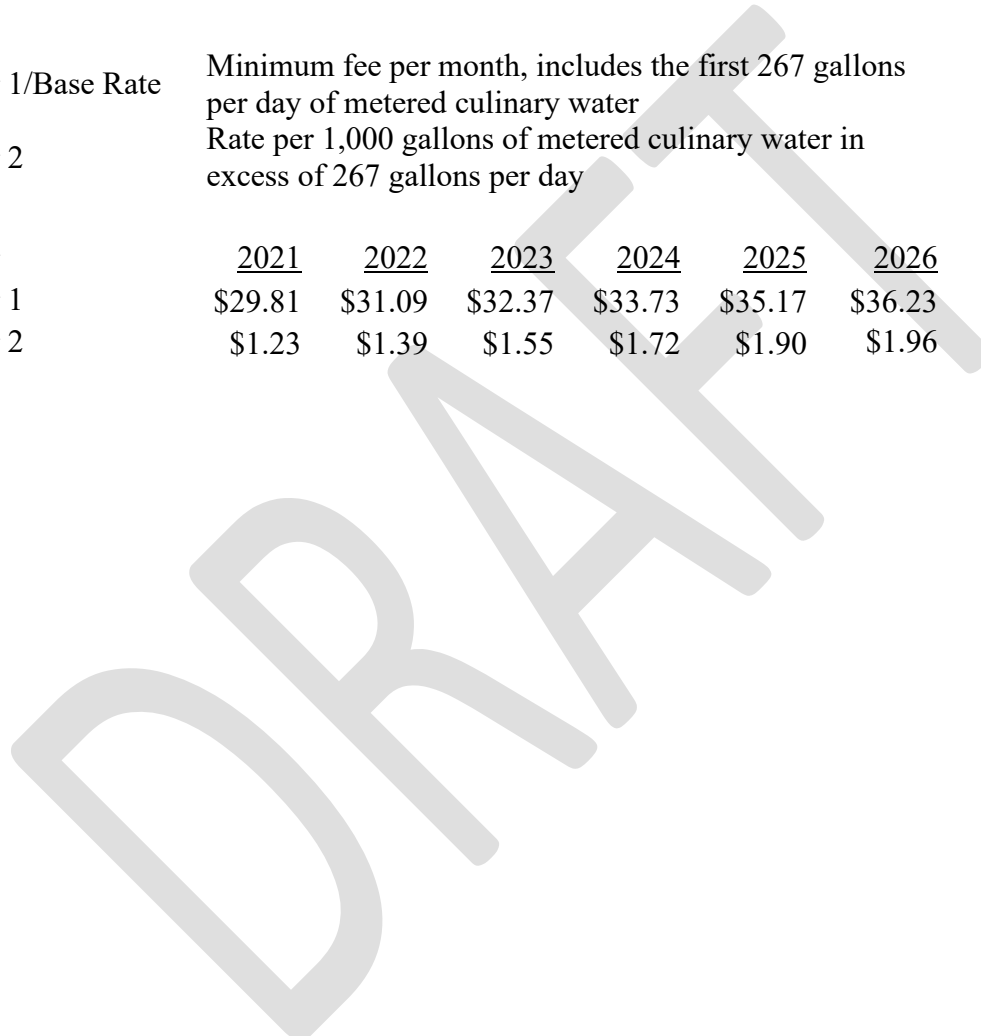 1/Base Rate Minimum fee per month, includes the first 267 gallons
per day of metered culinary water
2 Rate per 1,000 gallons of metered culinary water in
excess of 267 gallons per day
2021 2022 2023 2024 2025 2026
1 $29.81 $31.09 $32.37 $33.73 $35.17 $36.23
2 $1.23 $1.39 $1.55 $1.72 $1.90 $1.96
DRAFT